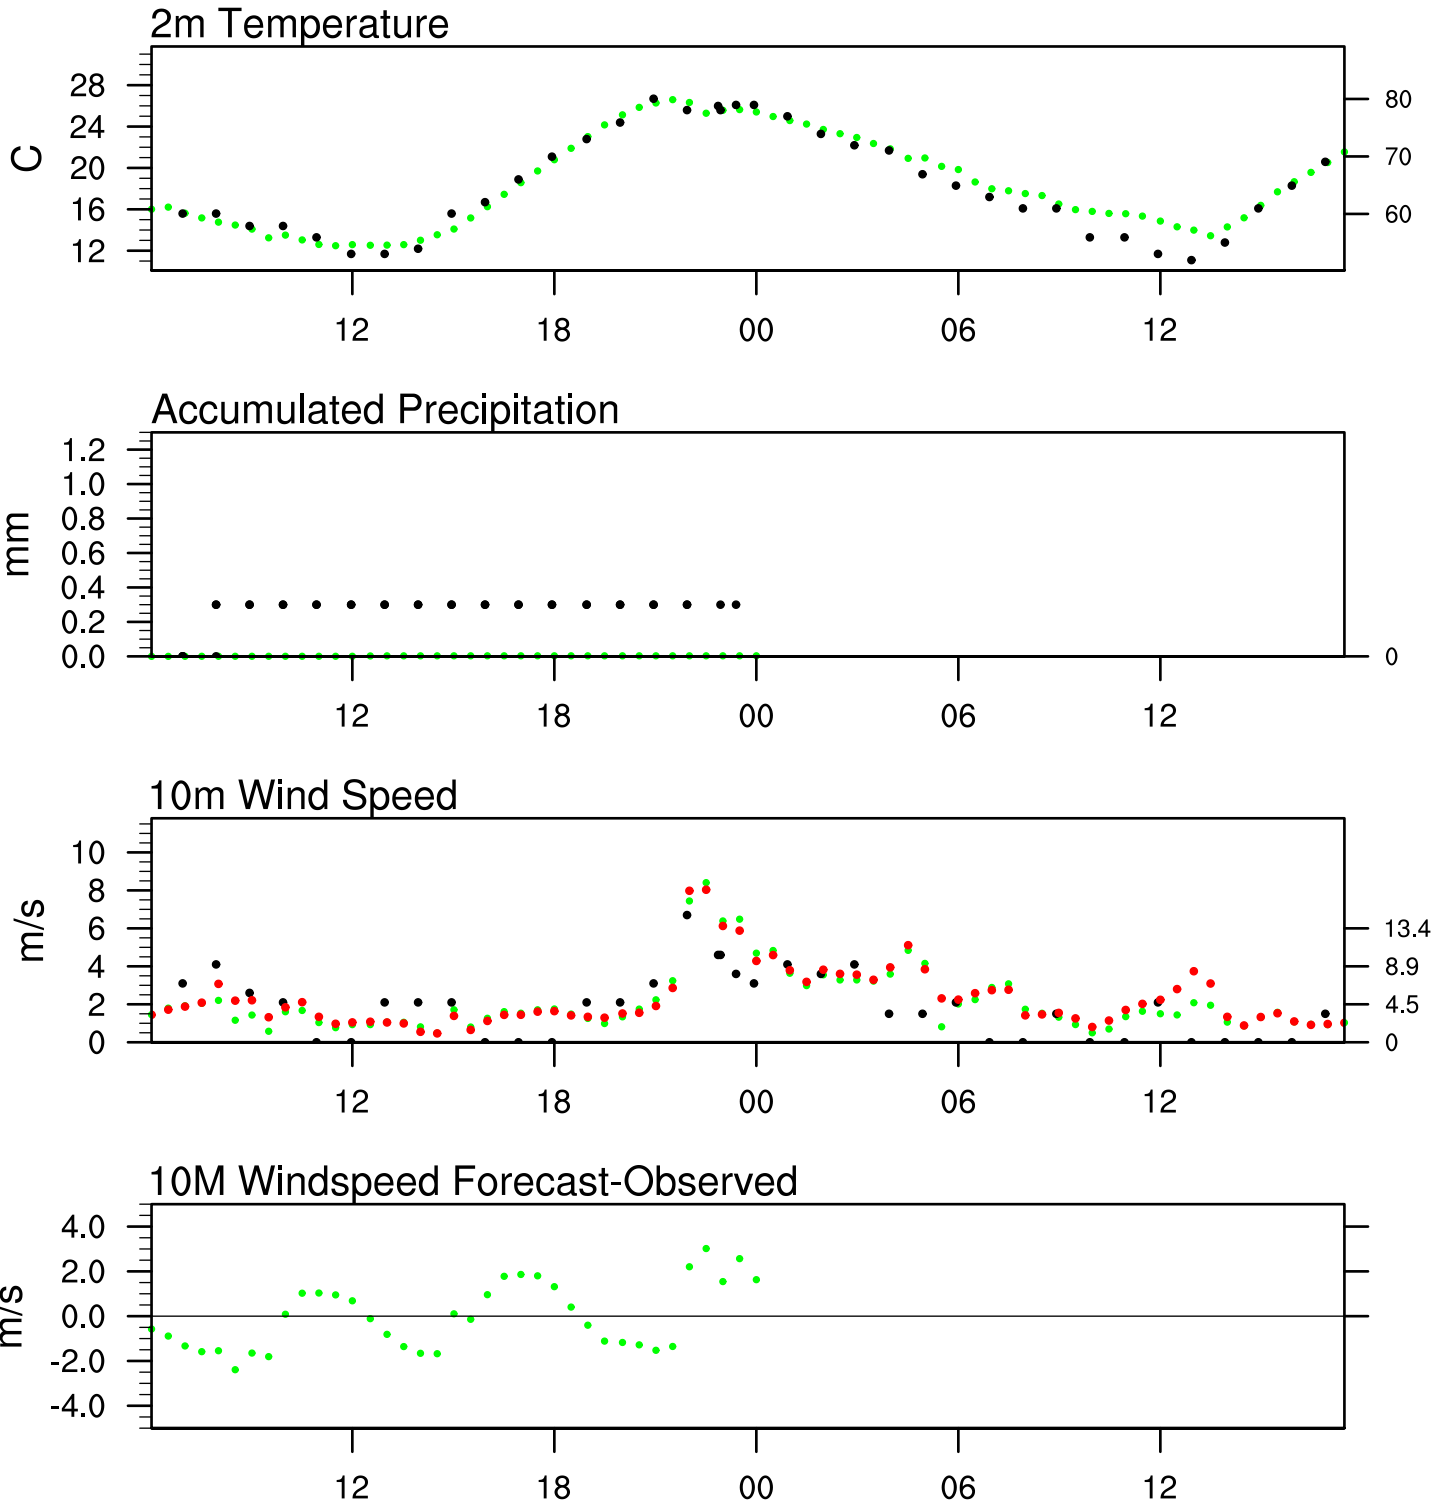 2m Temperature
C
28
24
20
16
12
80
70
60
12 18 00 06 12
Accumulated Precipitation
mm
1.2
1.0
0.8
0.6
0.4
0.2
0.0
0
12 18 00 06 12
10m Wind Speed
m/s
10
8
6
4
2
0
13.4
8.9
4.5
0
12 18 00 06 12
10M Windspeed Forecast-Observed
m/s
4.0
2.0
0.0
-2.0
-4.0
12 18 00 06 12